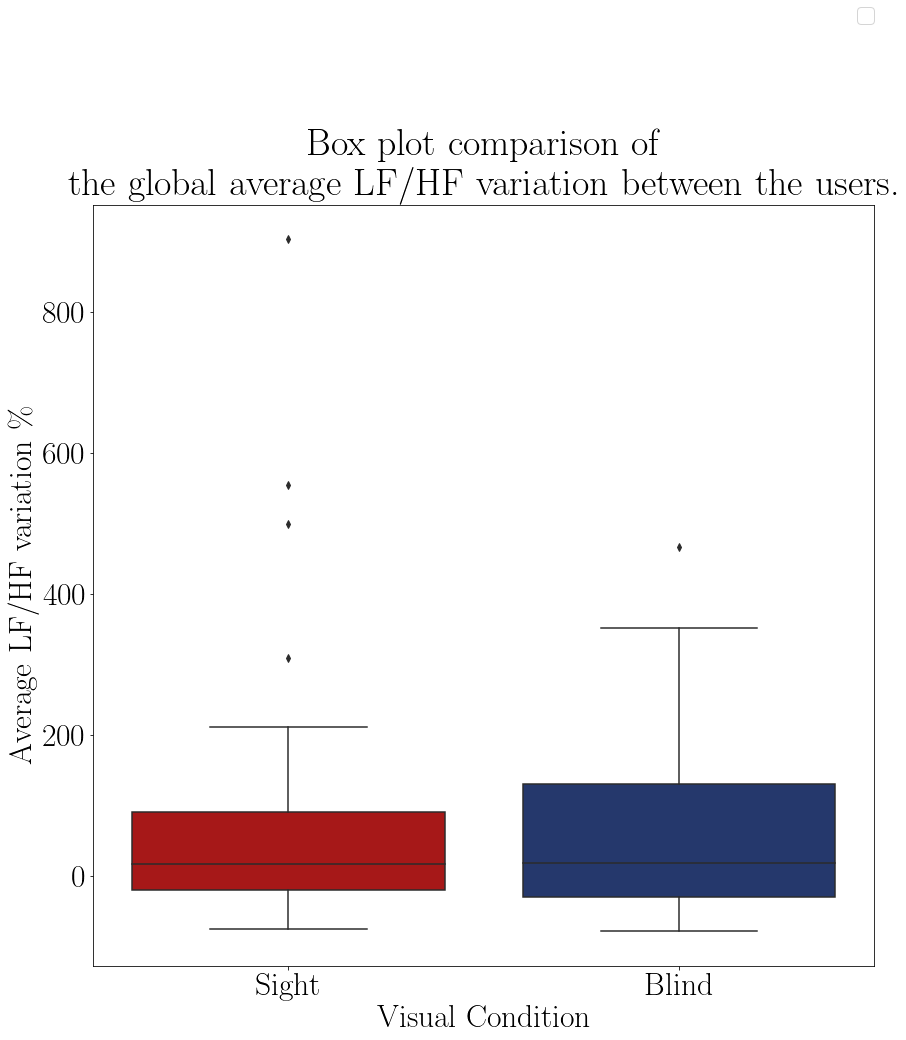 Box plot comparison of
the global average LF/HF variation between the users.
Average LF/HF variation %
800
600
400
200
0
Sight
Blind
Visual Condition